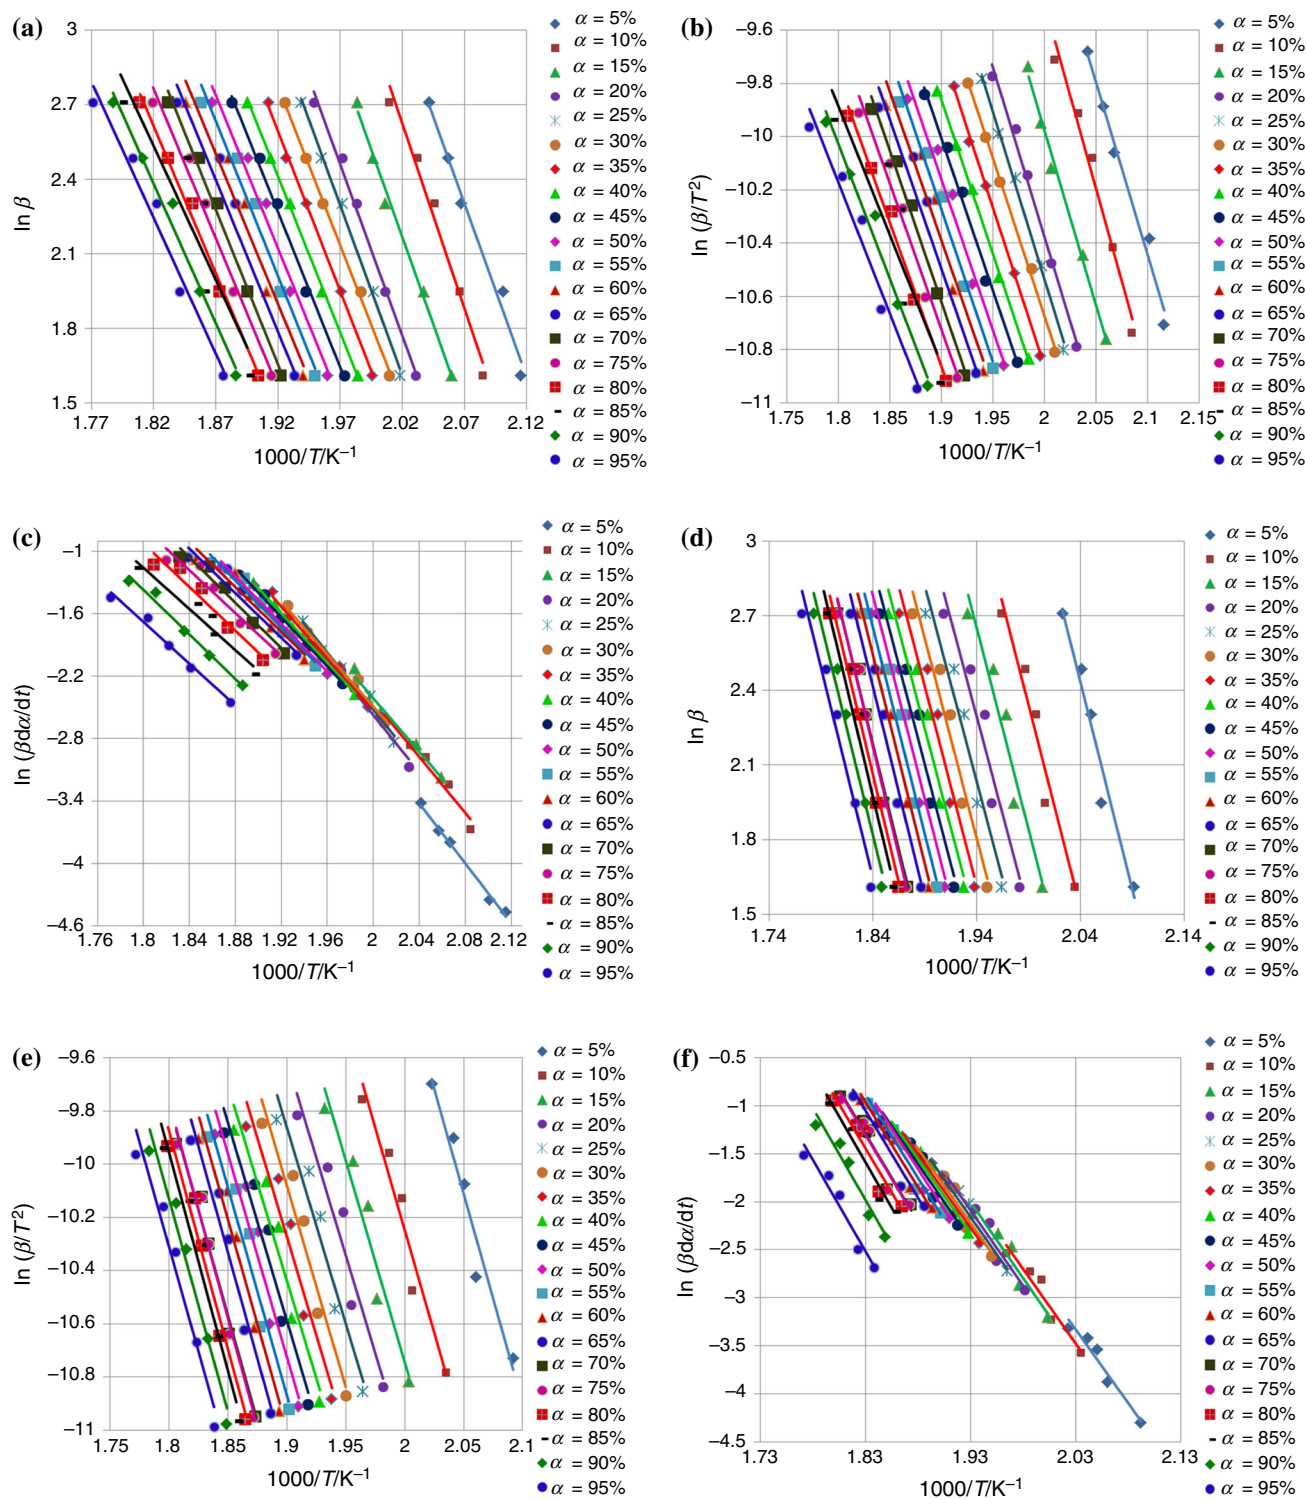 (a)
3
2.7
2.4
2.1
1.8
1.5
ln β
1.77 1.82 1.87 1.92 1.97 2.02 2.07 2.12
1000/T/K⁻¹
α = 5%
α = 10%
α = 15%
α = 20%
α = 25%
α = 30%
α = 35%
α = 40%
α = 45%
α = 50%
α = 55%
α = 60%
α = 65%
α = 70%
α = 75%
α = 80%
α = 85%
α = 90%
α = 95%
(b)
–9.6
–9.8
–10
–10.2
–10.4
–10.6
–10.8
–11
ln (β/T²)
1.75 1.8 1.85 1.9 1.95 2 2.05 2.1 2.15
1000/T/K⁻¹
α = 5%
α = 10%
α = 15%
α = 20%
α = 25%
α = 30%
α = 35%
α = 40%
α = 45%
α = 50%
α = 55%
α = 60%
α = 65%
α = 70%
α = 75%
α = 80%
α = 85%
α = 90%
α = 95%
(c)
–1
–1.6
–2.2
–2.8
–3.4
–4
–4.6
ln (βdα/dt)
1.76 1.8 1.84 1.88 1.92 1.96 2 2.04 2.08 2.12
1000/T/K⁻¹
α = 5%
α = 10%
α = 15%
α = 20%
α = 25%
α = 30%
α = 35%
α = 40%
α = 45%
α = 50%
α = 55%
α = 60%
α = 65%
α = 70%
α = 75%
α = 80%
α = 85%
α = 90%
α = 95%
(d)
3
2.7
2.4
2.1
1.8
1.5
ln β
1.74 1.84 1.94 2.04 2.14
1000/T/K⁻¹
α = 5%
α = 10%
α = 15%
α = 20%
α = 25%
α = 30%
α = 35%
α = 40%
α = 45%
α = 50%
α = 55%
α = 60%
α = 65%
α = 70%
α = 75%
α = 80%
α = 85%
α = 90%
α = 95%
(e)
–9.6
–9.8
–10
–10.2
–10.4
–10.6
–10.8
–11
ln (β/T²)
1.75 1.8 1.85 1.9 1.95 2 2.05 2.1
1000/T/K⁻¹
α = 5%
α = 10%
α = 15%
α = 20%
α = 25%
α = 30%
α = 35%
α = 40%
α = 45%
α = 50%
α = 55%
α = 60%
α = 65%
α = 70%
α = 75%
α = 80%
α = 85%
α = 90%
α = 95%
(f)
–0.5
–1
–1.5
–2
–2.5
–3
–3.5
–4
–4.5
ln (βdα/dt)
1.73 1.83 1.93 2.03 2.13
1000/T/K⁻¹
α = 5%
α = 10%
α = 15%
α = 20%
α = 25%
α = 30%
α = 35%
α = 40%
α = 45%
α = 50%
α = 55%
α = 60%
α = 65%
α = 70%
α = 75%
α = 80%
α = 85%
α = 90%
α = 95%